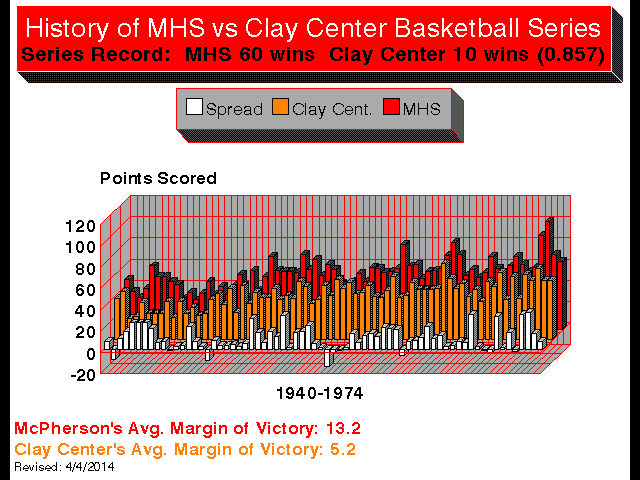 History of MHS vs Clay Center Basketball Series
Series Record: MHS 60 wins Clay Center 10 wins (0.857)
Spread Clay Cent. MHS
Points Scored
120
100
80
60
40
20
0
-20
1940-1974
McPherson's Avg. Margin of Victory: 13.2
Clay Center's Avg. Margin of Victory: 5.2
Revised: 4/4/2014